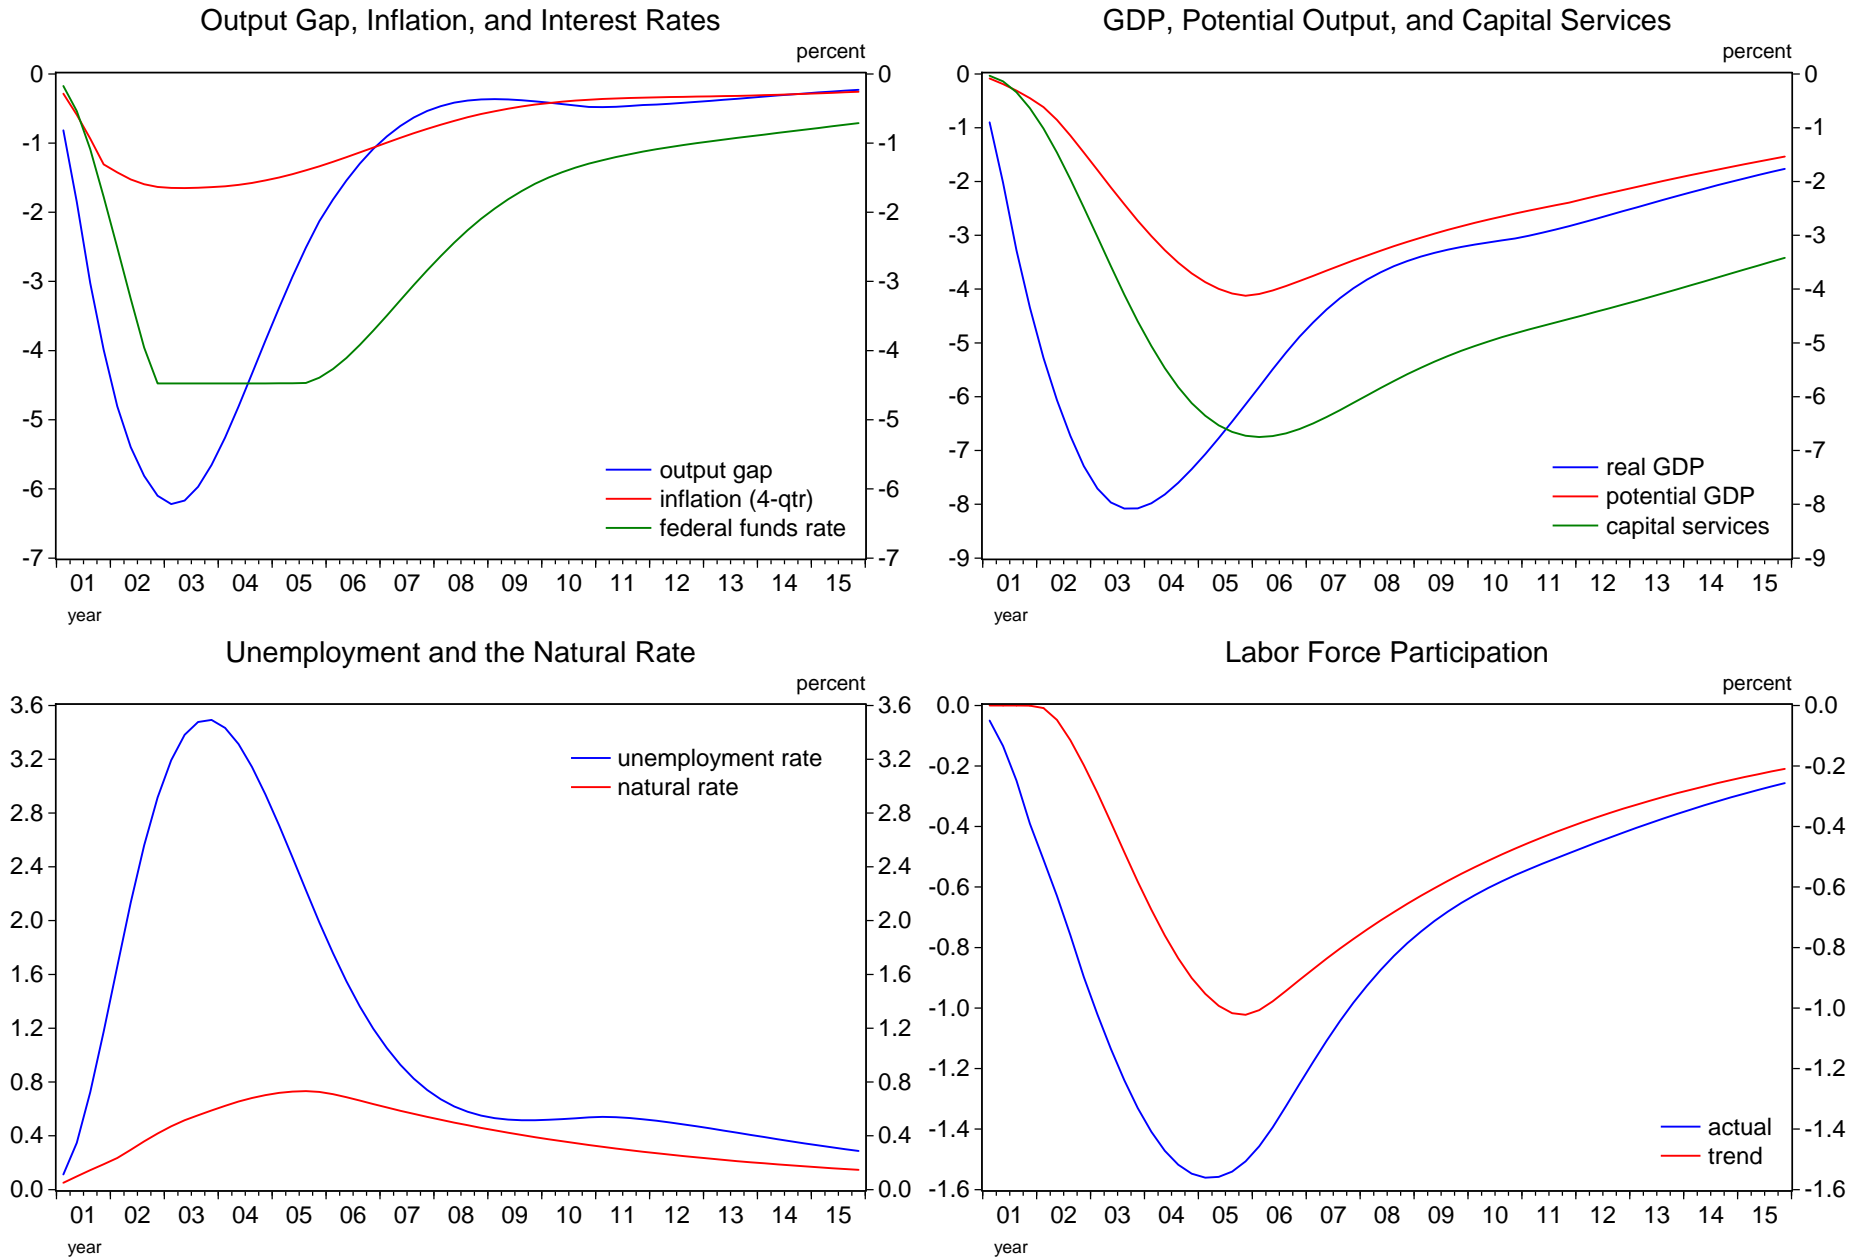 Output Gap, Inflation, and Interest Rates
percent
0 0
-1 -1
-2 -2
-3 -3
-4 -4
-5 -5
-6 -6
-7 -7
output gap
inflation (4-qtr)
federal funds rate
01 02 03 04 05 06 07 08 09 10 11 12 13 14 15
year
GDP, Potential Output, and Capital Services
percent
0 0
-1 -1
-2 -2
-3 -3
-4 -4
-5 -5
-6 -6
-7 -7
-8 -8
-9 -9
real GDP
potential GDP
capital services
01 02 03 04 05 06 07 08 09 10 11 12 13 14 15
year
Unemployment and the Natural Rate
percent
3.6 3.6
3.2 3.2
2.8 2.8
2.4 2.4
2.0 2.0
1.6 1.6
1.2 1.2
0.8 0.8
0.4 0.4
0.0 0.0
unemployment rate
natural rate
01 02 03 04 05 06 07 08 09 10 11 12 13 14 15
year
Labor Force Participation
percent
0.0 0.0
-0.2 -0.2
-0.4 -0.4
-0.6 -0.6
-0.8 -0.8
-1.0 -1.0
-1.2 -1.2
-1.4 -1.4
-1.6 -1.6
actual
trend
01 02 03 04 05 06 07 08 09 10 11 12 13 14 15
year